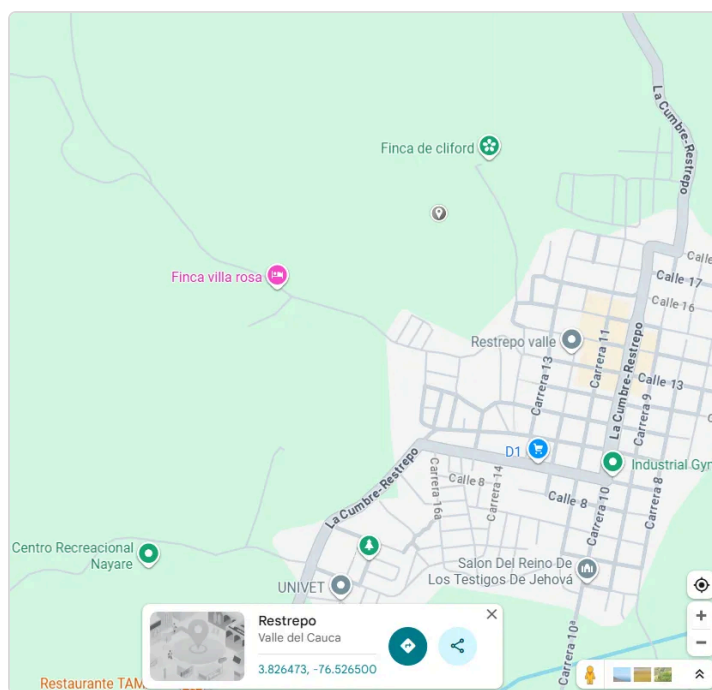 La Cumbre-Restrepo
Finca de cliford
Finca villa rosa
Calle
Calle 17
Calle 16
Restrepo valle
Carrera 11
La Cumbre-Restrepo
Carrera 13
Calle 13
Carrera 9
D1
Industrial Gyn
La Cumbre-Restrepo
Carrera 16a
Calle 8
Carrera 14
Calle 8
Carrera 10
Carrera 8
Centro Recreacional
Nayare
UNIVET
Salon Del Reino De
Los Testigos De Jehová
Carrera 10ª
Restrepo
Valle del Cauca
3.826473, -76.526500
Restaurante TAM